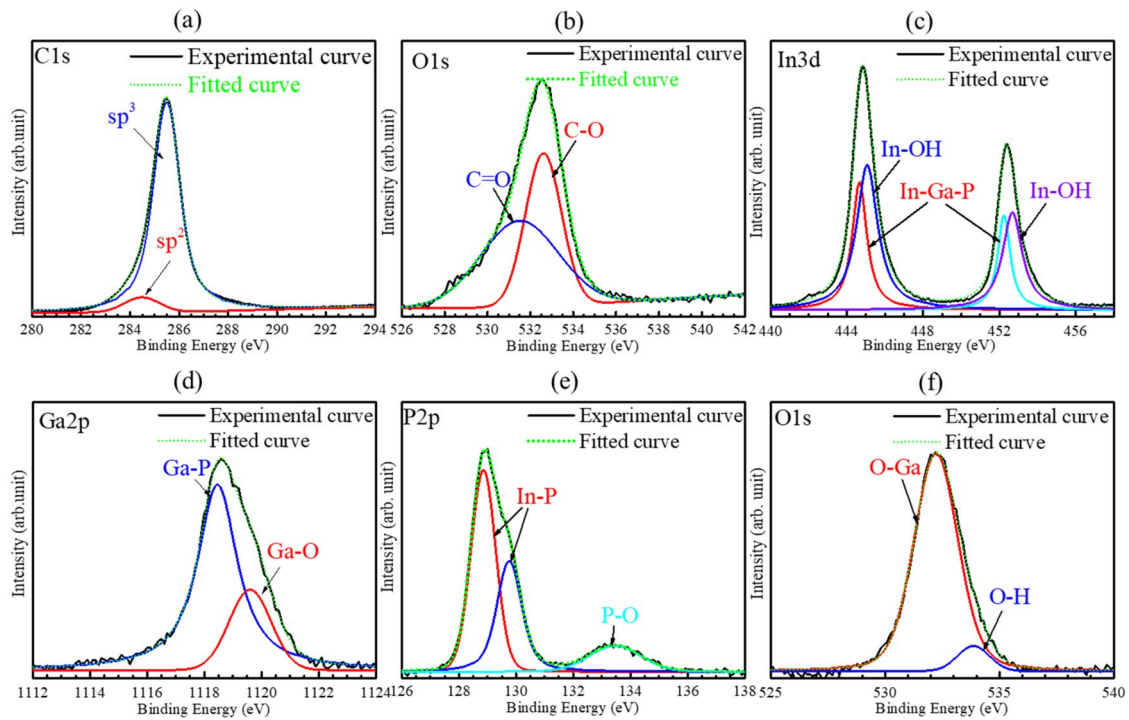 (a)
C1s
Experimental curve
Fitted curve
sp3
sp2
Intensity (arb.unit)
280 284 286 288 290 292 294
Binding Energy (eV)
(b)
O1s
Experimental curve
Fitted curve
C-O
C=O
Intensity (arb.unit)
526 530 532 534 536 538 542
Binding Energy (eV)
(c)
In3d
Experimental curve
Fitted curve
In-OH
In-Ga-P
In-OH
Intensity (arb.unit)
440 444 448 452 456
Binding Energy (eV)
(d)
Ga2p
Experimental curve
Fitted curve
Ga-P
Ga-O
Intensity (arb.unit)
1112 1114 1116 1118 1120 1122 1124
Binding Energy (eV)
(e)
P2p
Experimental curve
Fitted curve
In-P
P-O
Intensity (arb. unit)
126 128 130 133 134 136 138
Binding Energy (eV)
(f)
O1s
Experimental curve
Fitted curve
O-Ga
O-H
Intensity (arb. unit)
525 530 535 540
Binding Energy (eV)